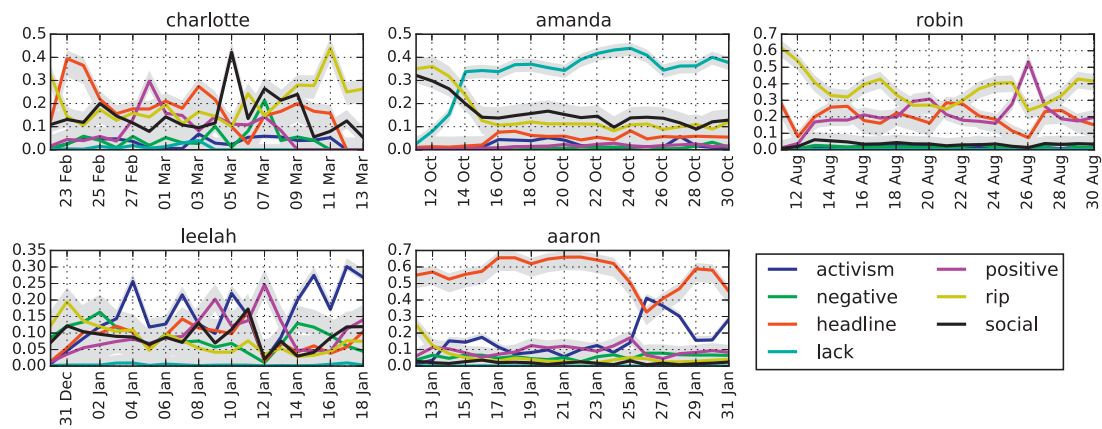 charlotte
0.5
0.4
0.3
0.2
0.1
0.0
23 Feb
25 Feb
27 Feb
01 Mar
03 Mar
05 Mar
07 Mar
09 Mar
11 Mar
13 Mar
amanda
0.5
0.4
0.3
0.2
0.1
0.0
12 Oct
14 Oct
16 Oct
18 Oct
20 Oct
22 Oct
24 Oct
26 Oct
28 Oct
30 Oct
robin
0.7
0.6
0.5
0.4
0.3
0.2
0.1
0.0
12 Aug
14 Aug
16 Aug
18 Aug
20 Aug
22 Aug
24 Aug
26 Aug
28 Aug
30 Aug
leelah
0.35
0.30
0.25
0.20
0.15
0.10
0.05
0.00
31 Dec
02 Jan
04 Jan
06 Jan
08 Jan
10 Jan
12 Jan
14 Jan
16 Jan
18 Jan
aaron
0.7
0.6
0.5
0.4
0.3
0.2
0.1
0.0
13 Jan
15 Jan
17 Jan
19 Jan
21 Jan
23 Jan
25 Jan
27 Jan
29 Jan
31 Jan
activism
negative
headline
lack
positive
rip
social